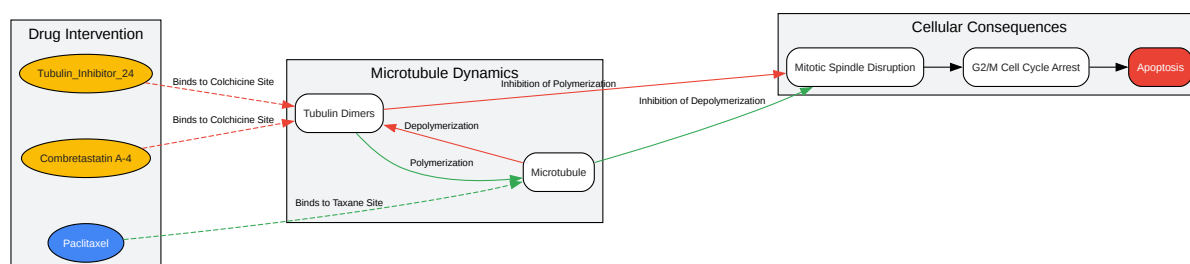 Drug Intervention
Tubulin_Inhibitor_24
Combretastatin A-4
Paclitaxel
Binds to Colchicine Site
Binds to Colchicine Site
Binds to Taxane Site
Microtubule Dynamics
Tubulin Dimers
Depolymerization
Polymerization
Microtubule
Inhibition of Polymerization
Inhibition of Depolymerization
Cellular Consequences
Mitotic Spindle Disruption
G2/M Cell Cycle Arrest
Apoptosis